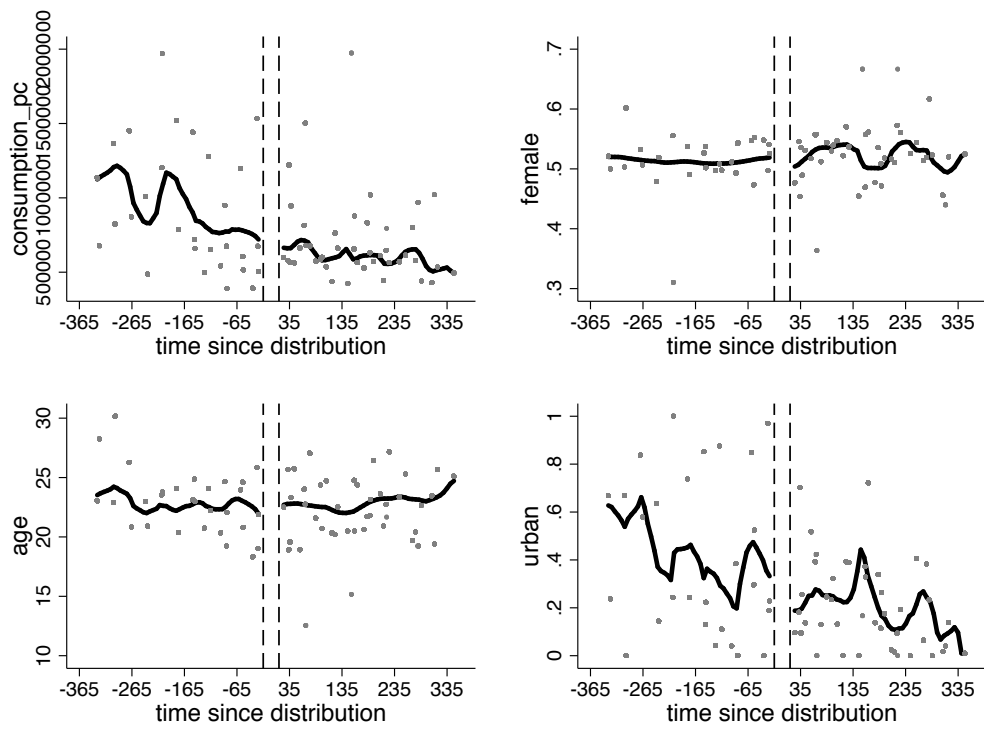 consumption_pc
500000 1000000 1500000 2000000
-365 -265 -165 -65 35 135 235 335
time since distribution
female
.7
.6
.5
.4
.3
-365 -265 -165 -65 35 135 235 335
time since distribution
age
30
25
20
15
10
-365 -265 -165 -65 35 135 235 335
time since distribution
urban
1
.8
.6
.4
.2
0
-365 -265 -165 -65 35 135 235 335
time since distribution